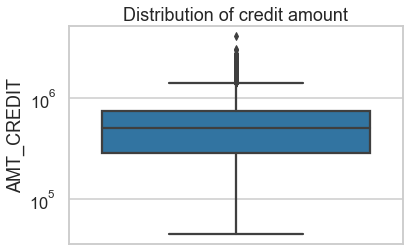 Distribution of credit amount
AMT_CREDIT
10⁶
10⁵